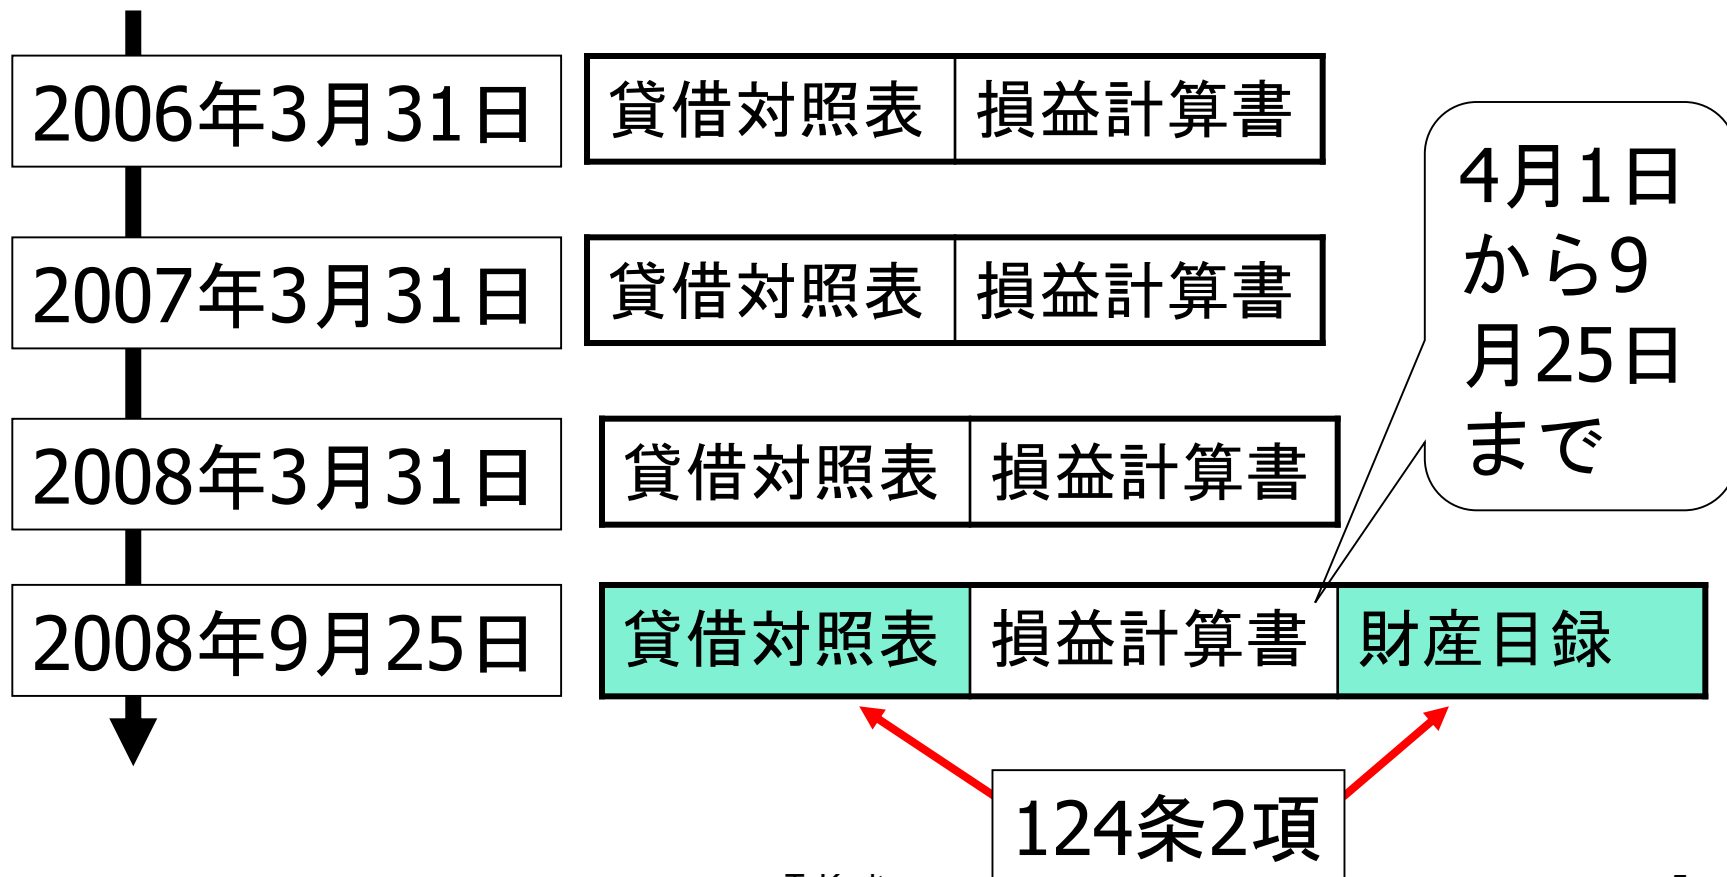 2006年3月31日
貸借対照表
損益計算書
2007年3月31日
貸借対照表
損益計算書
4月1日
から9
月25日
まで
2008年3月31日
貸借対照表
損益計算書
2008年9月25日
貸借対照表
損益計算書
財産目録
124条2項